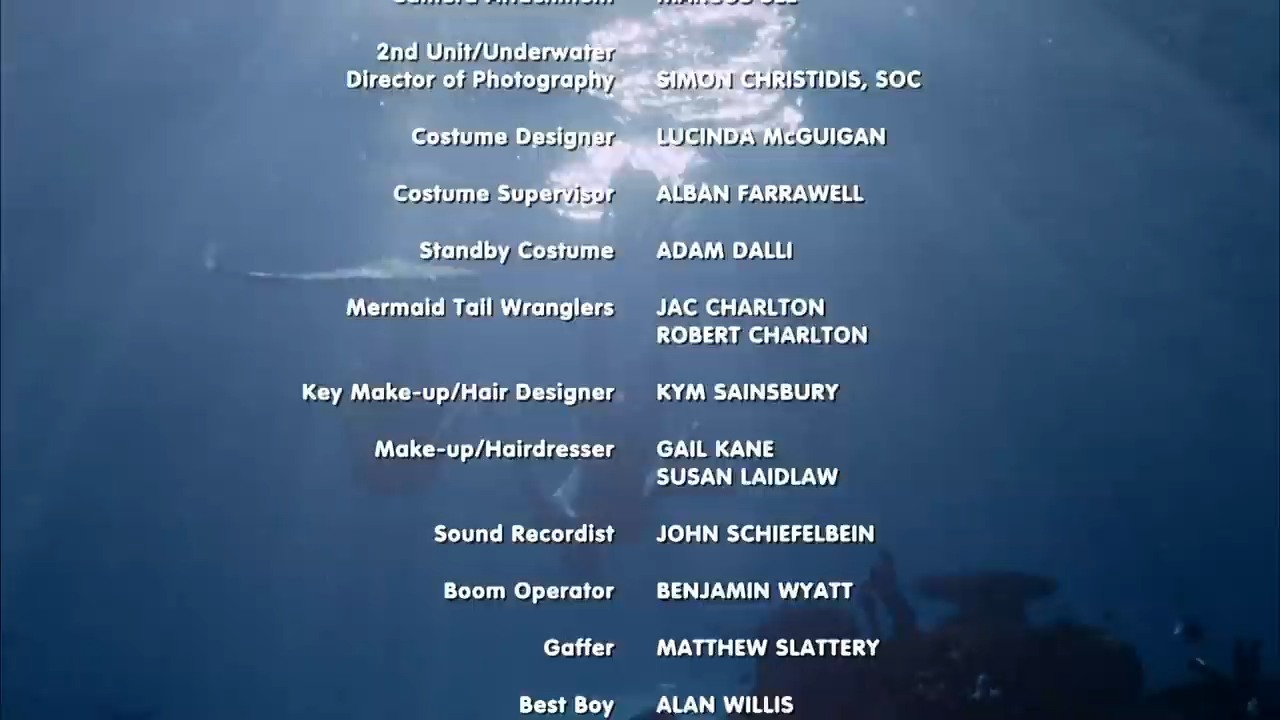 2nd Unit/Underwater
Director of Photography SIMON CHRISTIDIS, SOC
Costume Designer LUCINDA McGUIGAN
Costume Supervisor ALBAN FARRAWELL
Standby Costume ADAM DALLI
Mermaid Tail Wranglers JAC CHARLTON
ROBERT CHARLTON
Key Make-up/Hair Designer KYM SAINSBURY
Make-up/Hairdresser GAIL KANE
SUSAN LAIDLAW
Sound Recordist JOHN SCHIEFELBEIN
Boom Operator BENJAMIN WYATT
Gaffer MATTHEW SLATTERY
Best Boy ALAN WILLIS